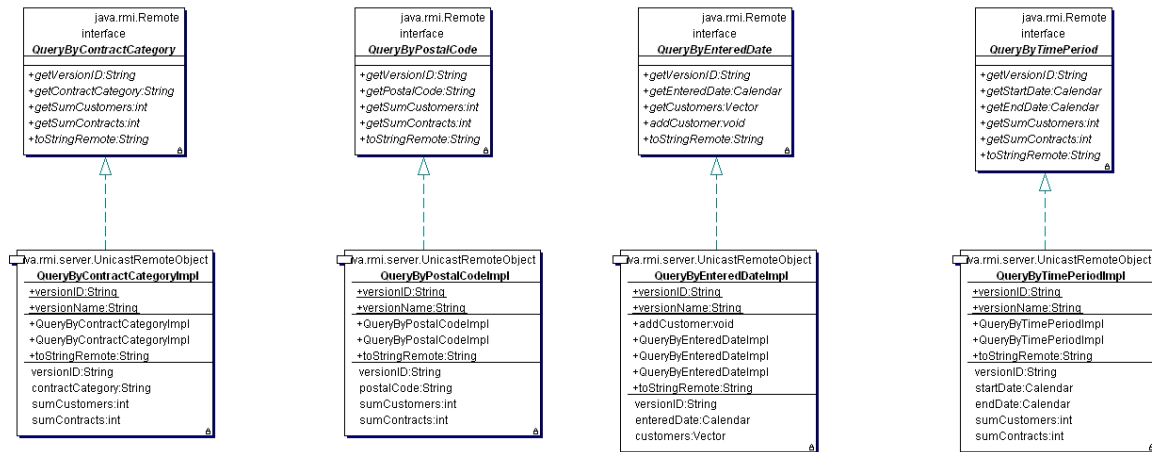 java.rmi.Remote
interface
QueryByContractCategory
+getVersionID:String
+getContractCategory:String
+getSumCustomers:int
+getSumContracts:int
+toStringRemote:String
java.rmi.Remote
interface
QueryByPostalCode
+getVersionID:String
+getPostalCode:String
+getSumCustomers:int
+getSumContracts:int
+toStringRemote:String
java.rmi.Remote
interface
QueryByEnteredDate
+getVersionID:String
+getEnteredDate:Calendar
+getCustomers:Vector
+addCustomer:void
+toStringRemote:String
java.rmi.Remote
interface
QueryByTimePeriod
+getVersionID:String
+getStartDate:Calendar
+getEndDate:Calendar
+getSumCustomers:int
+getSumContracts:int
+toStringRemote:String
va.rmi.server.UnicastRemoteObject
QueryByContractCategoryImpl
+versionID:String
+versionName:String
+QueryByContractCategoryImpl
+QueryByContractCategoryImpl
+toStringRemote:String
versionID:String
contractCategory:String
sumCustomers:int
sumContracts:int
va.rmi.server.UnicastRemoteObject
QueryByPostalCodeImpl
+versionID:String
+versionName:String
+QueryByPostalCodeImpl
+QueryByPostalCodeImpl
+toStringRemote:String
versionID:String
postalCode:String
sumCustomers:int
sumContracts:int
va.rmi.server.UnicastRemoteObject
QueryByEnteredDateImpl
+versionID:String
+versionName:String
+addCustomer:void
+QueryByEnteredDateImpl
+QueryByEnteredDateImpl
+QueryByEnteredDateImpl
+toStringRemote:String
versionID:String
enteredDate:Calendar
customers:Vector
va.rmi.server.UnicastRemoteObject
QueryByTimePeriodImpl
+versionID:String
+versionName:String
+QueryByTimePeriodImpl
+QueryByTimePeriodImpl
+toStringRemote:String
versionID:String
startDate:Calendar
endDate:Calendar
sumCustomers:int
sumContracts:int